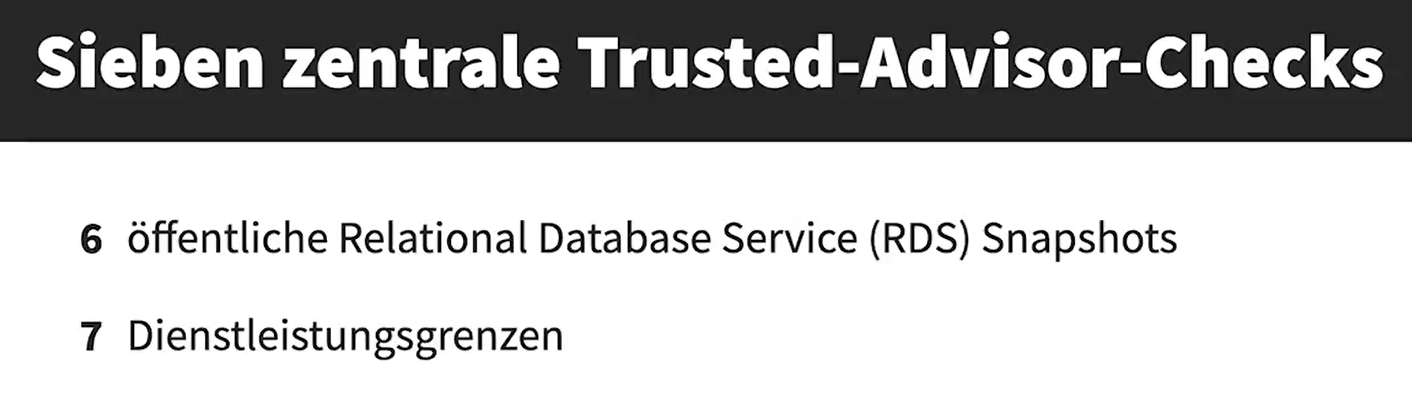 Sieben zentrale Trusted-Advisor-Checks
6 öffentliche Relational Database Service (RDS) Snapshots
7 Dienstleistungsgrenzen